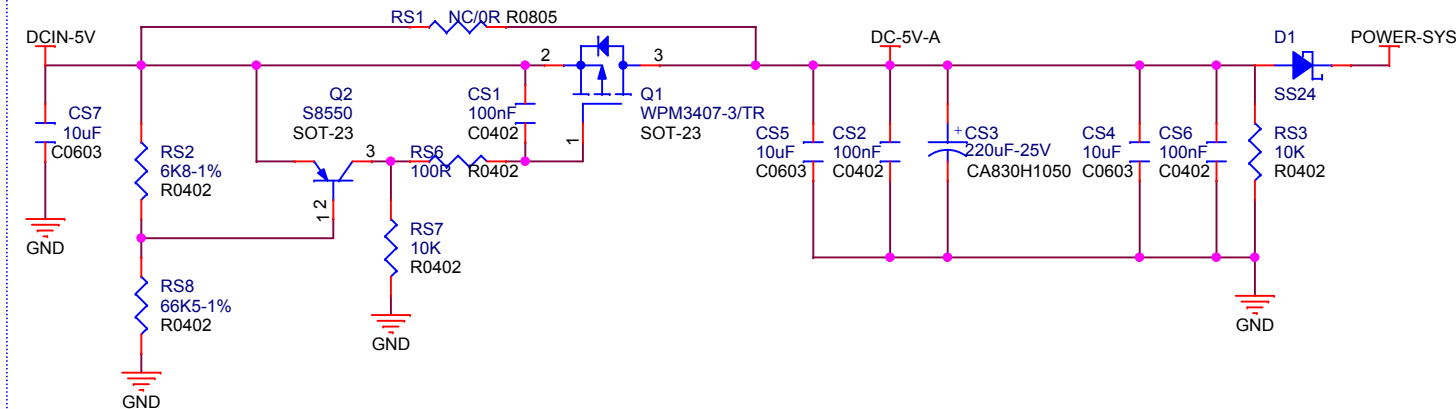 RS1 NC/0R R0805
DCIN-5V
DC-5V-A
D1
POWER-SYS
2
3
Q2
S8550
SOT-23
CS1
100nF
C0402
Q1
WPM3407-3/TR
SOT-23
1
SS24
CS7
10uF
C0603
RS2
6K8-1%
R0402
3
RS6
100R
R0402
1
2
CS5
10uF
C0603
CS2
100nF
C0402
+
CS3
220uF-25V
CA830H1050
CS4
10uF
C0603
CS6
100nF
C0402
RS3
10K
R0402
GND
RS7
10K
R0402
RS8
66K5-1%
R0402
GND
GND
GND